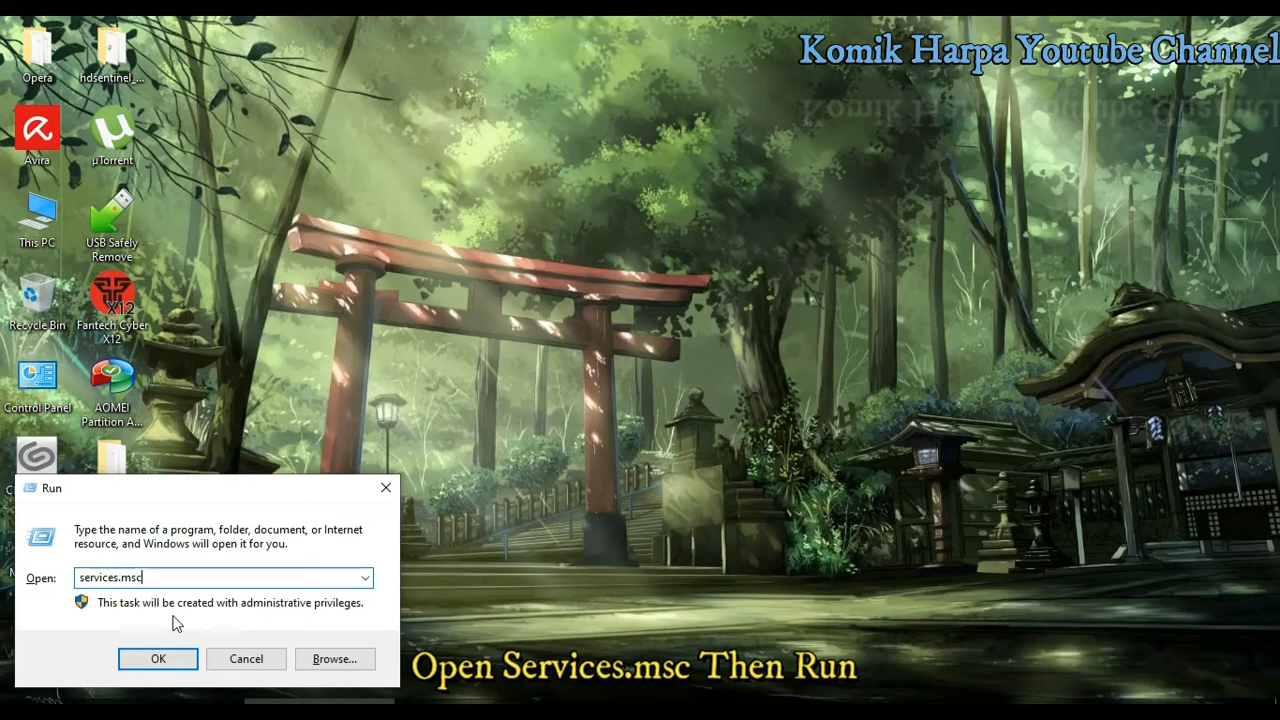 Komik Harpa Youtube Channel
Opera
hdsentinel_...
Avira
µTorrent
This PC
USB Safely
Remove
Recycle Bin
X12
Fantech Cyber
X12
Control Panel
AOMEI
Partition A...
Run
Type the name of a program, folder, document, or Internet
resource, and Windows will open it for you.
Open:
services.msc
This task will be created with administrative privileges.
OK
Cancel
Browse...
Open Services.msc Then Run